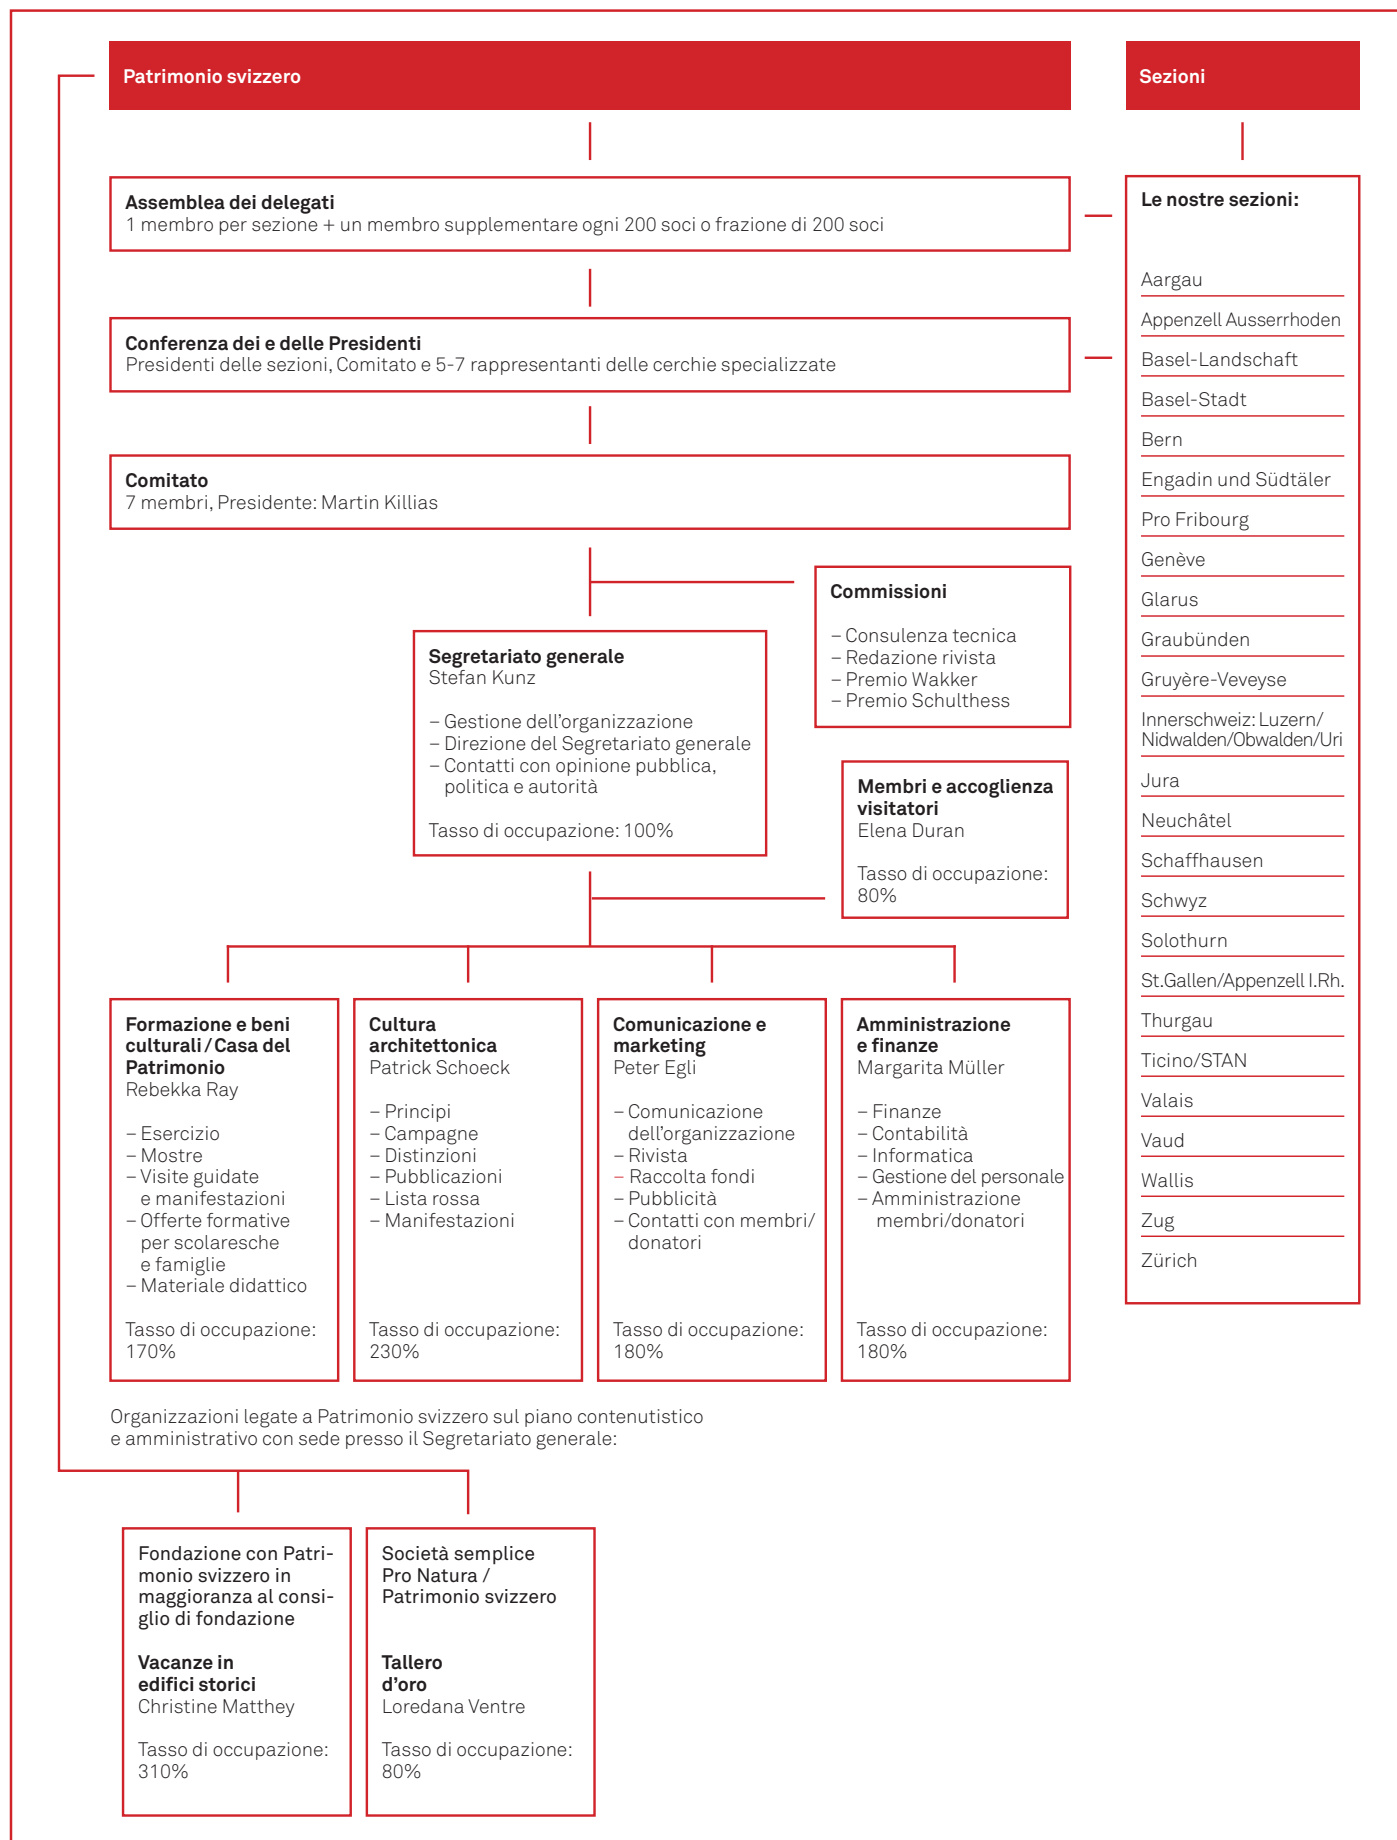 Patrimonio svizzero
Assemblea dei delegati
1 membro per sezione + un membro supplementare ogni 200 soci o frazione di 200 soci
Conferenza dei e delle Presidenti
Presidenti delle sezioni, Comitato e 5-7 rappresentanti delle cerchie specializzate
Comitato
7 membri, Presidente: Martin Killias
Commissioni
– Consulenza tecnica
– Redazione rivista
– Premio Wakker
– Premio Schulthess
Segretariato generale
Stefan Kunz
– Gestione dell’organizzazione
– Direzione del Segretariato generale
– Contatti con opinione pubblica,
politica e autorità
Tasso di occupazione: 100%
Membri e accoglienza
visitatori
Elena Duran
Tasso di occupazione:
80%
Formazione e beni
culturali / Casa del
Patrimonio
Rebekka Ray
– Esercizio
– Mostre
– Visite guidate
e manifestazioni
– Offerte formative
per scolaresche
e famiglie
– Materiale didattico
Tasso di occupazione:
170%
Cultura
architettonica
Patrick Schoeck
– Principi
– Campagne
– Distinzioni
– Pubblicazioni
– Lista rossa
– Manifestazioni
Tasso di occupazione:
230%
Comunicazione e
marketing
Peter Egli
– Comunicazione
dell’organizzazione
– Rivista
– Raccolta fondi
– Pubblicità
– Contatti con membri/
donatori
Tasso di occupazione:
180%
Amministrazione
e finanze
Margarita Müller
– Finanze
– Contabilità
– Informatica
– Gestione del personale
– Amministrazione
membri/donatori
Tasso di occupazione:
180%
Sezioni
Le nostre sezioni:
Aargau
Appenzell Ausserrhoden
Basel-Landschaft
Basel-Stadt
Bern
Engadin und Südtäler
Pro Fribourg
Genève
Glarus
Graubünden
Gruyère-Veveyse
Innerschweiz: Luzern/
Nidwalden/Obwalden/Uri
Jura
Neuchâtel
Schaffhausen
Schwyz
Solothurn
St.Gallen/Appenzell I.Rh.
Thurgau
Ticino/STAN
Valais
Vaud
Wallis
Zug
Zürich
Organizzazioni legate a Patrimonio svizzero sul piano contenutistico
e amministrativo con sede presso il Segretariato generale:
Fondazione con Patri-
monio svizzero in
maggioranza al consi-
glio di fondazione
Vacanze in
edifici storici
Christine Matthey
Tasso di occupazione:
310%
Società semplice
Pro Natura /
Patrimonio svizzero
Tallero
d’oro
Loredana Ventre
Tasso di occupazione:
80%